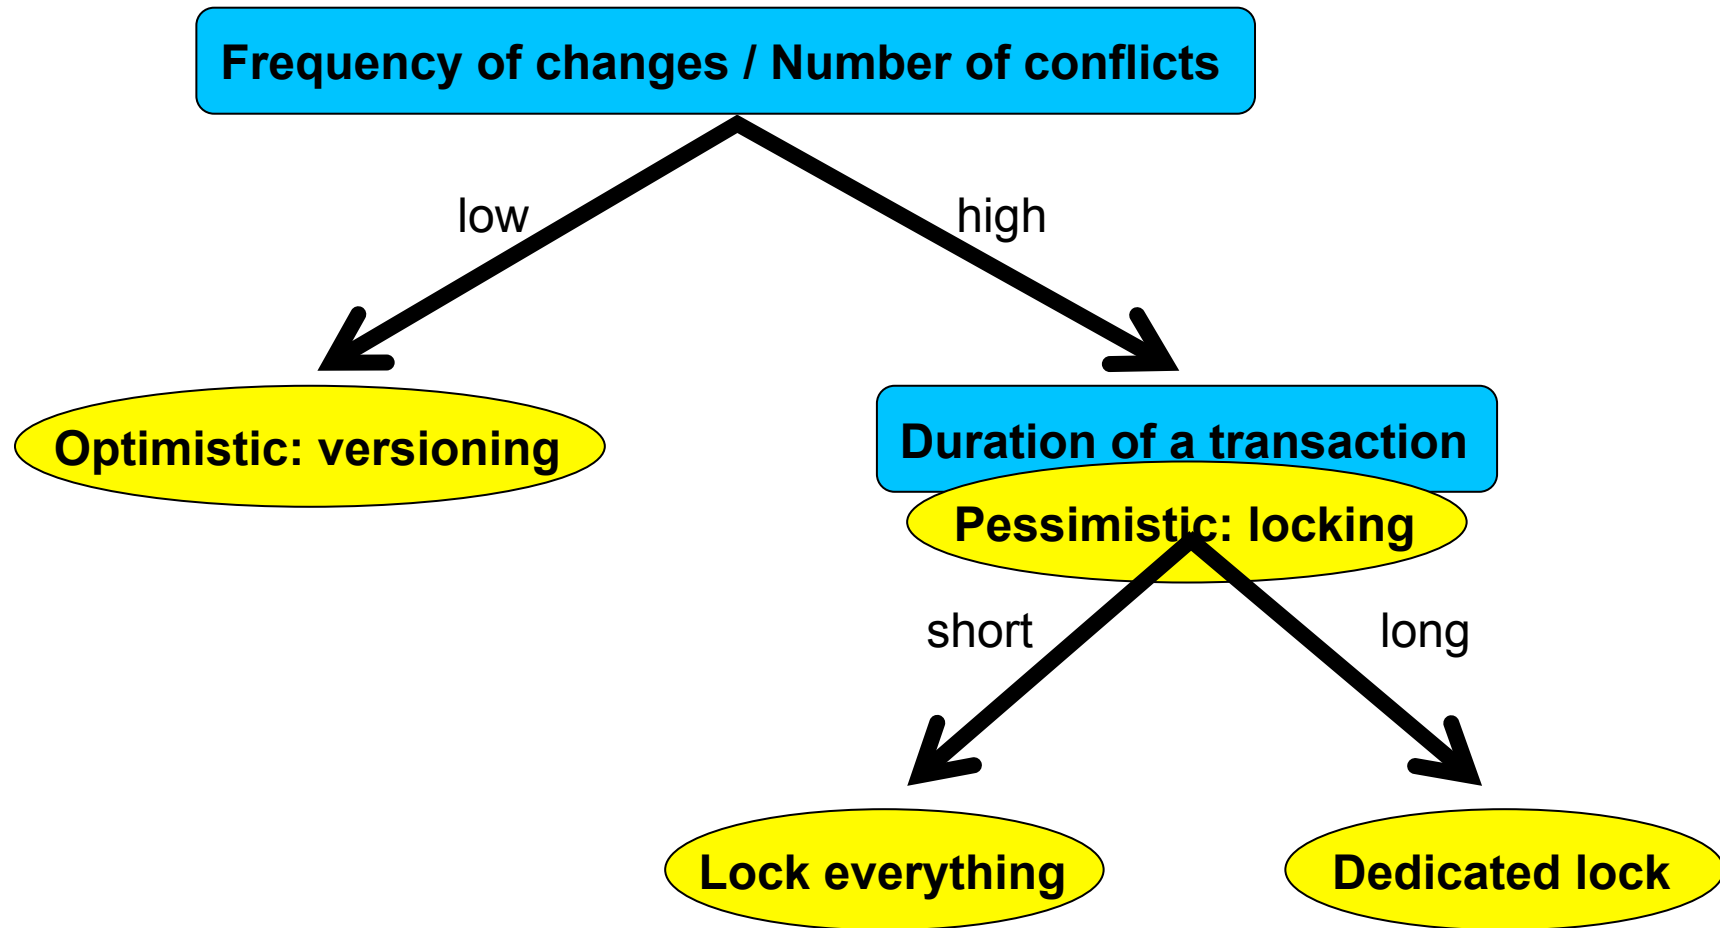 Frequency of changes / Number of conflicts
low
high
Optimistic: versioning
Duration of a transaction
Pessimistic: locking
short
long
Lock everything
Dedicated lock